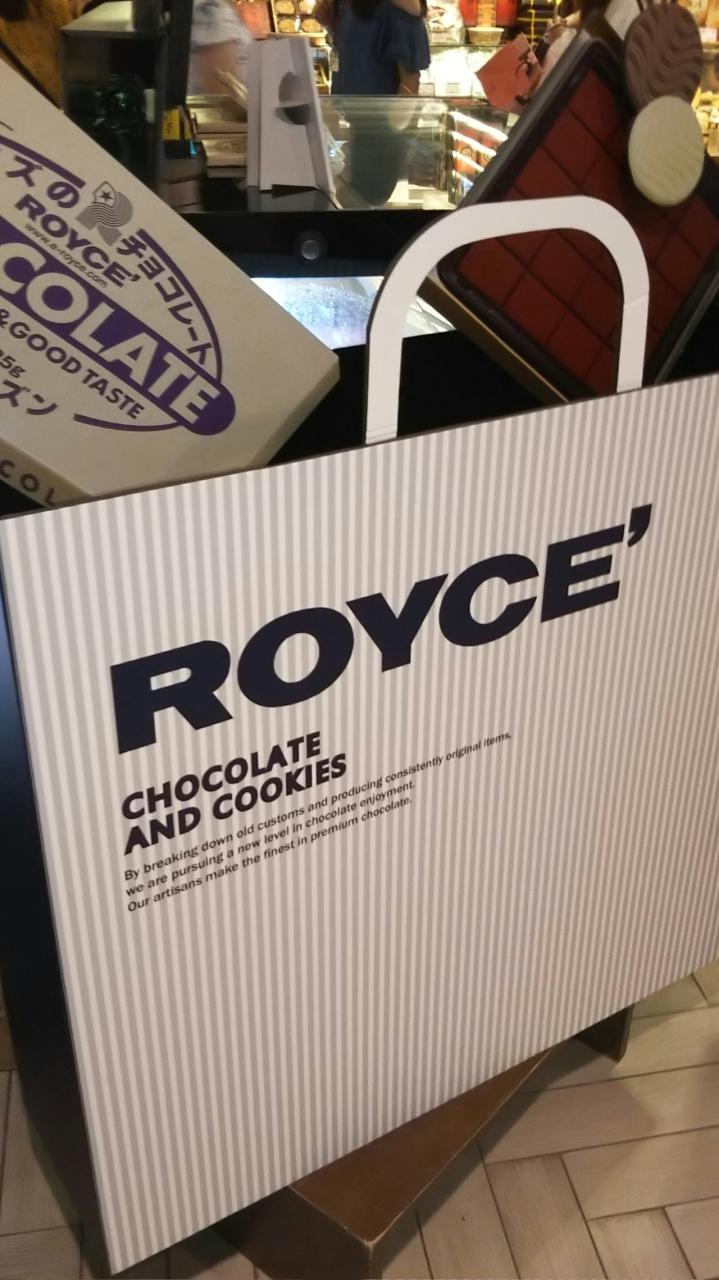 ズの
チョコレート
ROYCE'
www.e-royce.com
COLATE
& GOOD TASTE
25g
ズン
COL
ROYCE'
CHOCOLATE
AND COOKIES
By breaking down old customs and producing consistently original items,
we are pursuing a new level in chocolate enjoyment.
Our artisans make the finest in premium chocolate.